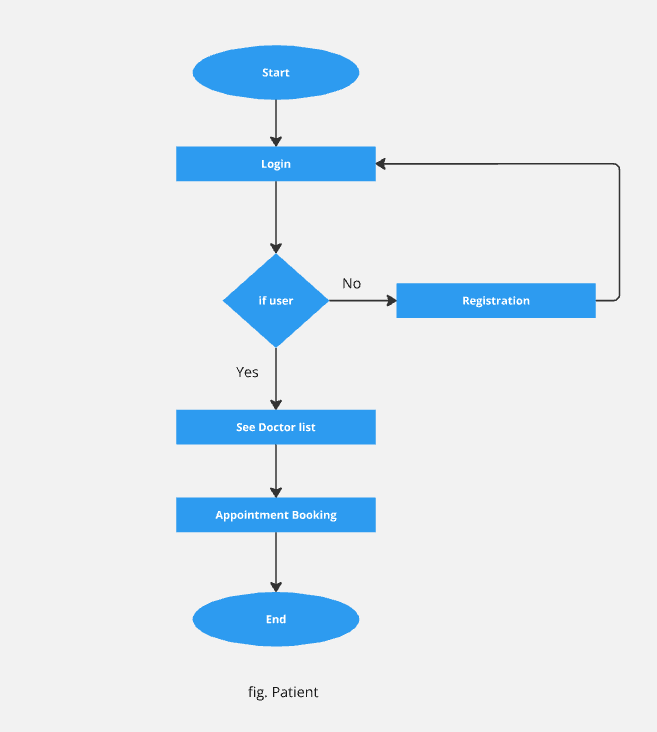 Start
Login
if user
No
Registration
Yes
See Doctor list
Appointment Booking
End
fig. Patient